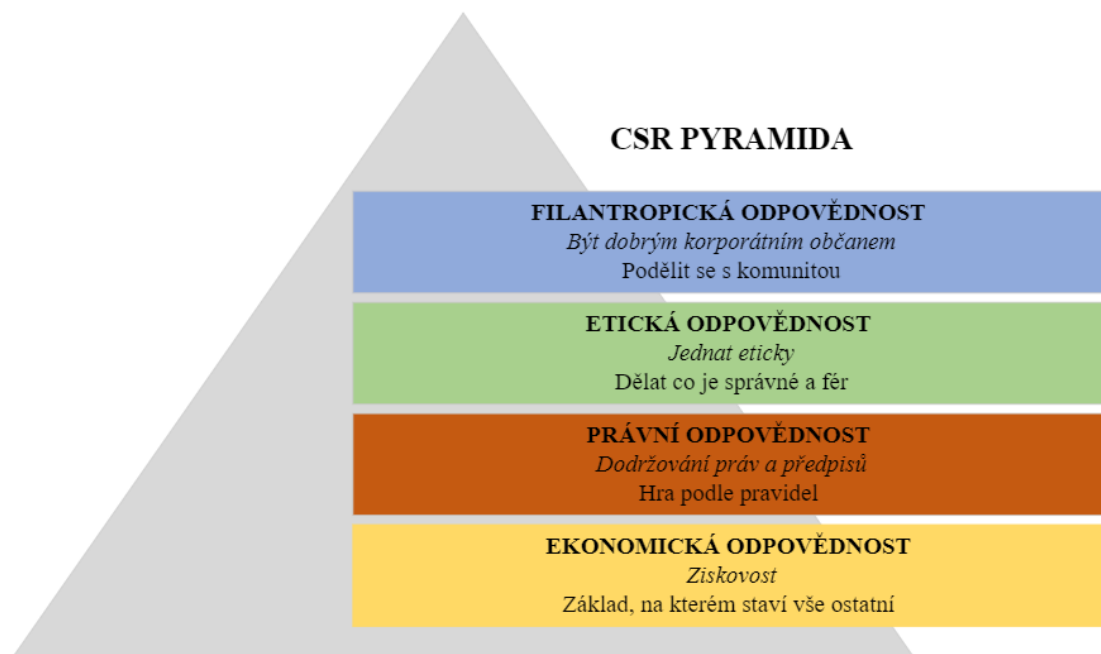 CSR PYRAMIDA
FILANTROPICKÁ ODPOVĚDNOST
Být dobrým korporátním občanem
Podělit se s komunitou
ETICKÁ ODPOVĚDNOST
Jednat eticky
Dělat co je správné a fér
PRÁVNÍ ODPOVĚDNOST
Dodržování práv a předpisů
Hra podle pravidel
EKONOMICKÁ ODPOVĚDNOST
Ziskovost
Základ, na kterém staví vše ostatní